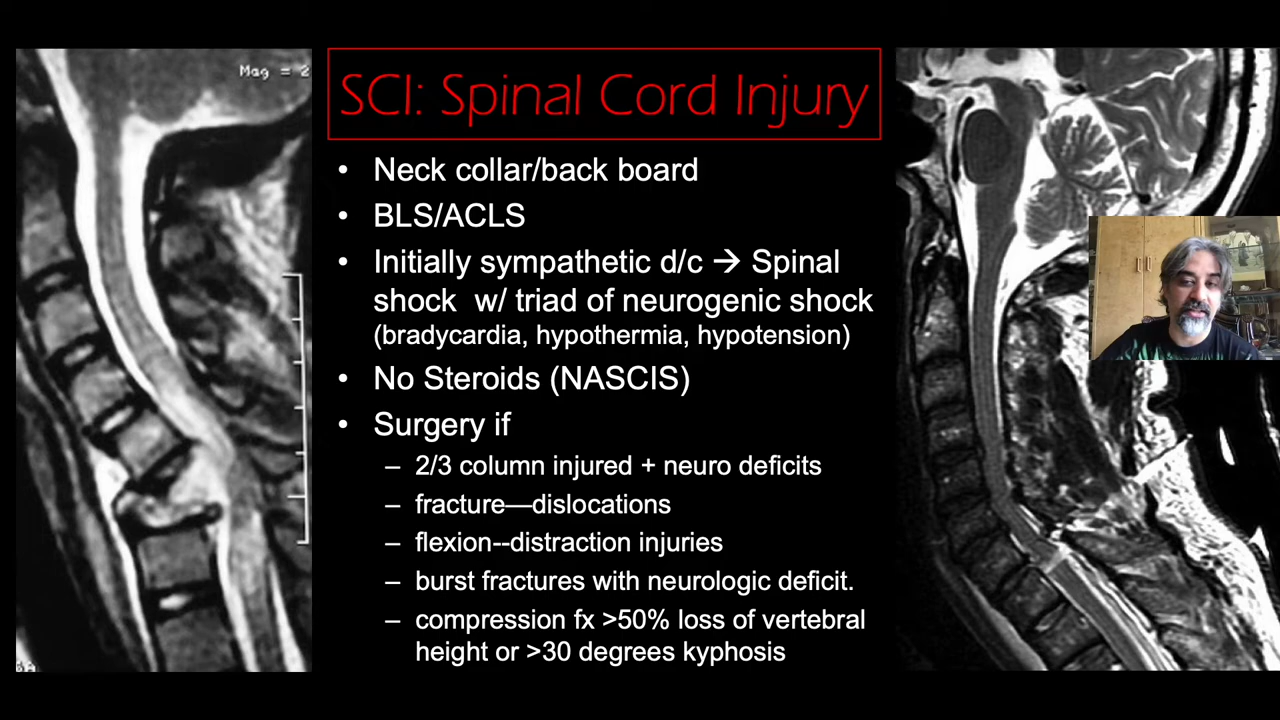 Mag = 2
SCI: Spinal Cord Injury
• Neck collar/back board
• BLS/ACLS
• Initially sympathetic d/c → Spinal
shock w/ triad of neurogenic shock
(bradycardia, hypothermia, hypotension)
• No Steroids (NASCIS)
• Surgery if
– 2/3 column injured + neuro deficits
– fracture—dislocations
– flexion--distraction injuries
– burst fractures with neurologic deficit.
– compression fx >50% loss of vertebral
height or >30 degrees kyphosis